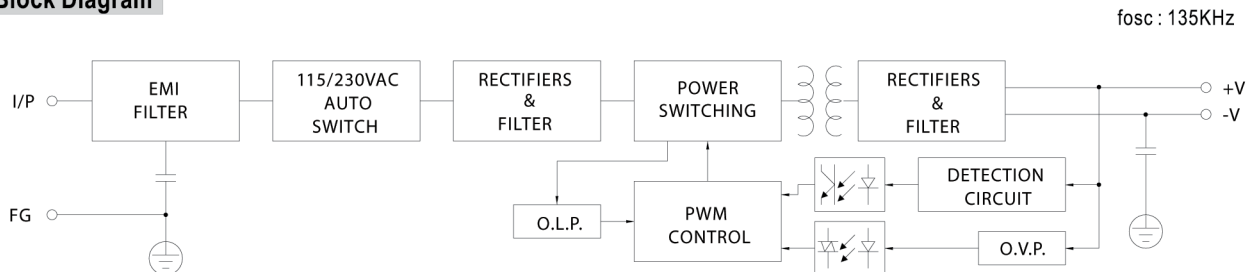 Block Diagram
fosc : 135KHz
I/P
EMI
FILTER
115/230VAC
AUTO
SWITCH
RECTIFIERS
&
FILTER
POWER
SWITCHING
RECTIFIERS
&
FILTER
+V
-V
FG
O.L.P.
PWM
CONTROL
DETECTION
CIRCUIT
O.V.P.